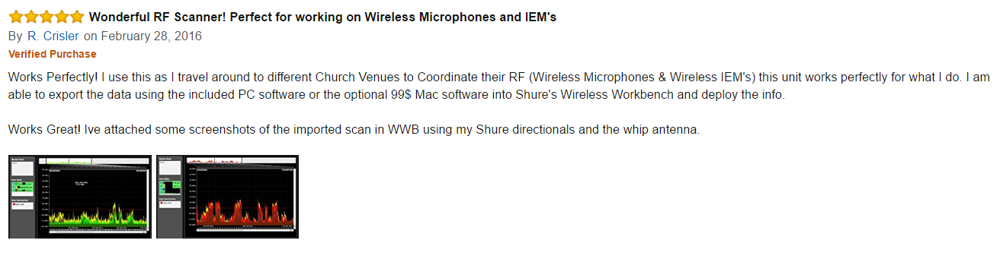 Wonderful RF Scanner! Perfect for working on Wireless Microphones and IEM's
By R. Crisler on February 28, 2016
Verified Purchase
Works Perfectly! I use this as I travel around to different Church Venues to Coordinate their RF (Wireless Microphones & Wireless IEM's) this unit works perfectly for what I do. I am
able to export the data using the included PC software or the optional 99$ Mac software into Shure's Wireless Workbench and deploy the info.
Works Great! Ive attached some screenshots of the imported scan in WWB using my Shure directionals and the whip antenna.